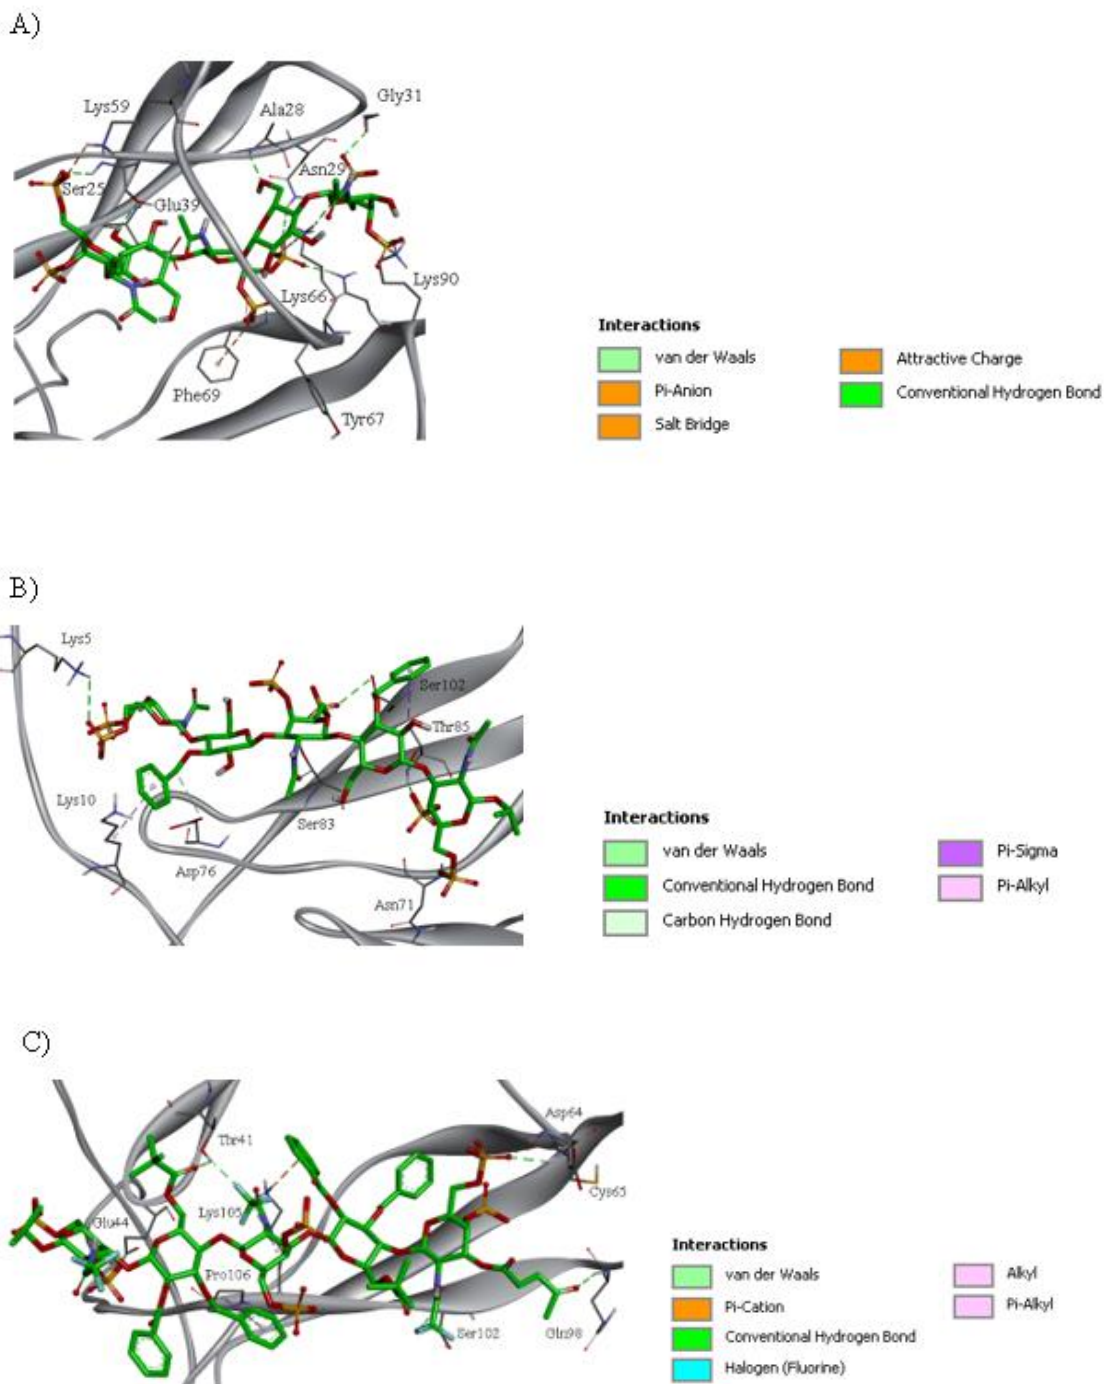 A)
Lys59
Ala28
Gly31
Asn29
Ser25
Glu39
Lys90
Lys66
Phe69
Tyr67
Interactions
van der Waals
Attractive Charge
Pi-Anion
Conventional Hydrogen Bond
Salt Bridge
B)
Lys5
Ser102
Thr85
Lys10
Ser83
Asp76
Asn71
Interactions
van der Waals
Pi-Sigma
Conventional Hydrogen Bond
Pi-Alkyl
Carbon Hydrogen Bond
C)
Asp64
Thr41
Cys65
Lys105
Glu44
Pro106
Ser102
Gln98
Interactions
van der Waals
Alkyl
Pi-Cation
Pi-Alkyl
Conventional Hydrogen Bond
Halogen (Fluorine)